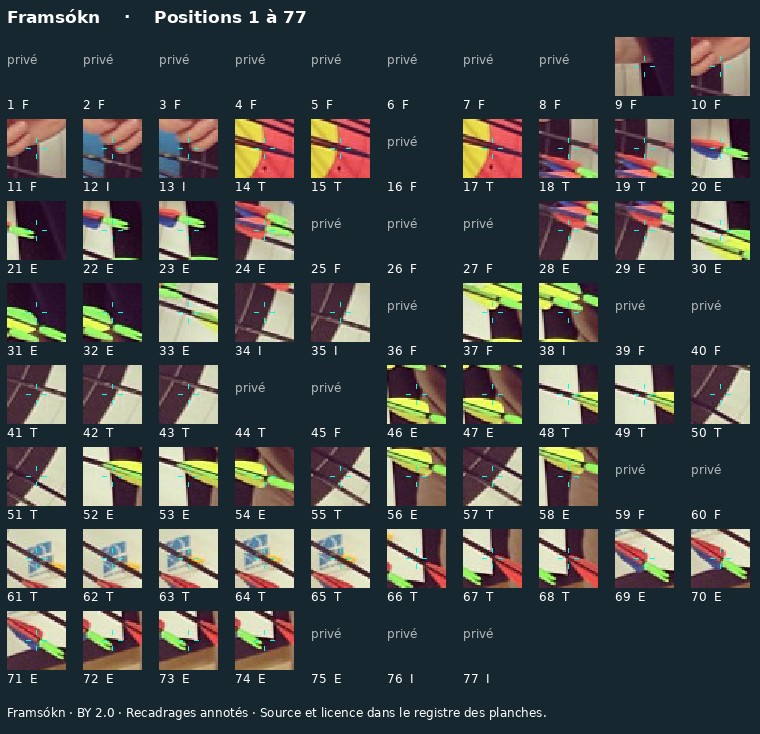 Framsókn · Positions 1 à 77
privé privé privé privé privé privé privé privé
1 F 2 F 3 F 4 F 5 F 6 F 7 F 8 F 9 F 10 F
privé
11 F 12 I 13 I 14 T 15 T 16 F 17 T 18 T 19 T 20 E
privé privé privé
21 E 22 E 23 E 24 E 25 F 26 F 27 F 28 E 29 E 30 E
privé privé privé
31 E 32 E 33 E 34 I 35 I 36 F 37 F 38 I 39 F 40 F
privé privé
41 T 42 T 43 T 44 T 45 F 46 E 47 E 48 T 49 T 50 T
privé privé
51 T 52 E 53 E 54 E 55 T 56 E 57 T 58 E 59 F 60 F
61 T 62 T 63 T 64 T 65 T 66 T 67 T 68 T 69 E 70 E
privé privé privé
71 E 72 E 73 E 74 E 75 E 76 I 77 I
Framsókn · BY 2.0 · Recadrages annotés · Source et licence dans le registre des planches.